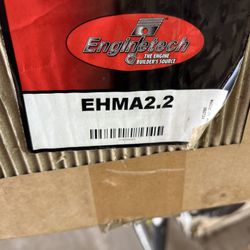 Enginetech
THE ENGINE
BUILDER'S SOURCE
EHMA2.2